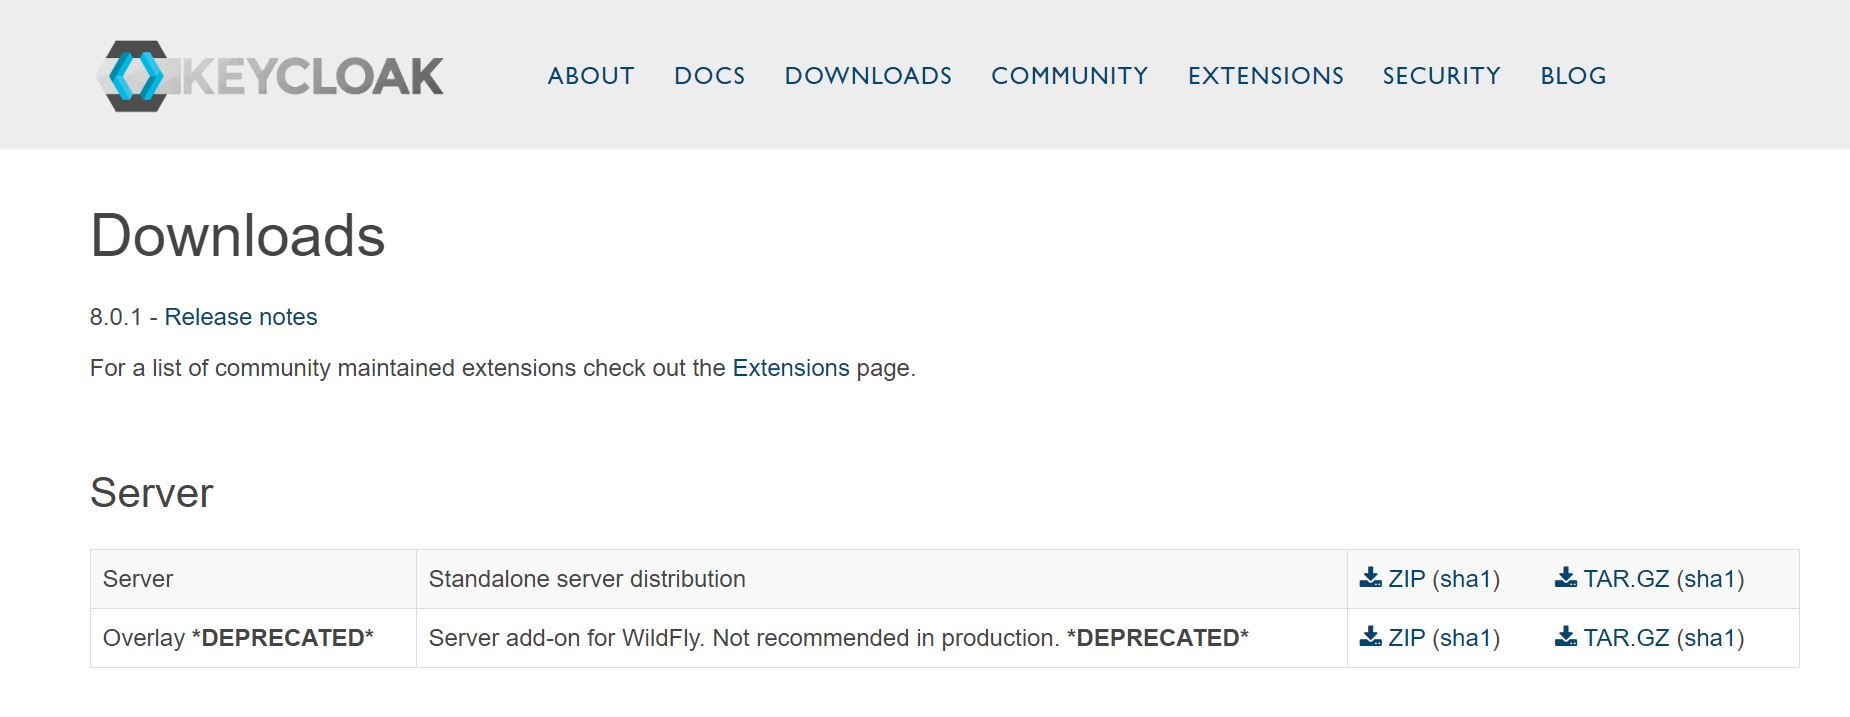 KEYCLOAK ABOUT DOCS DOWNLOADS COMMUNITY EXTENSIONS SECURITY BLOG
Downloads
8.0.1 - Release notes
For a list of community maintained extensions check out the Extensions page.
Server
Server Standalone server distribution ZIP (sha1) TAR.GZ (sha1)
Overlay *DEPRECATED* Server add-on for WildFly. Not recommended in production. *DEPRECATED* ZIP (sha1) TAR.GZ (sha1)